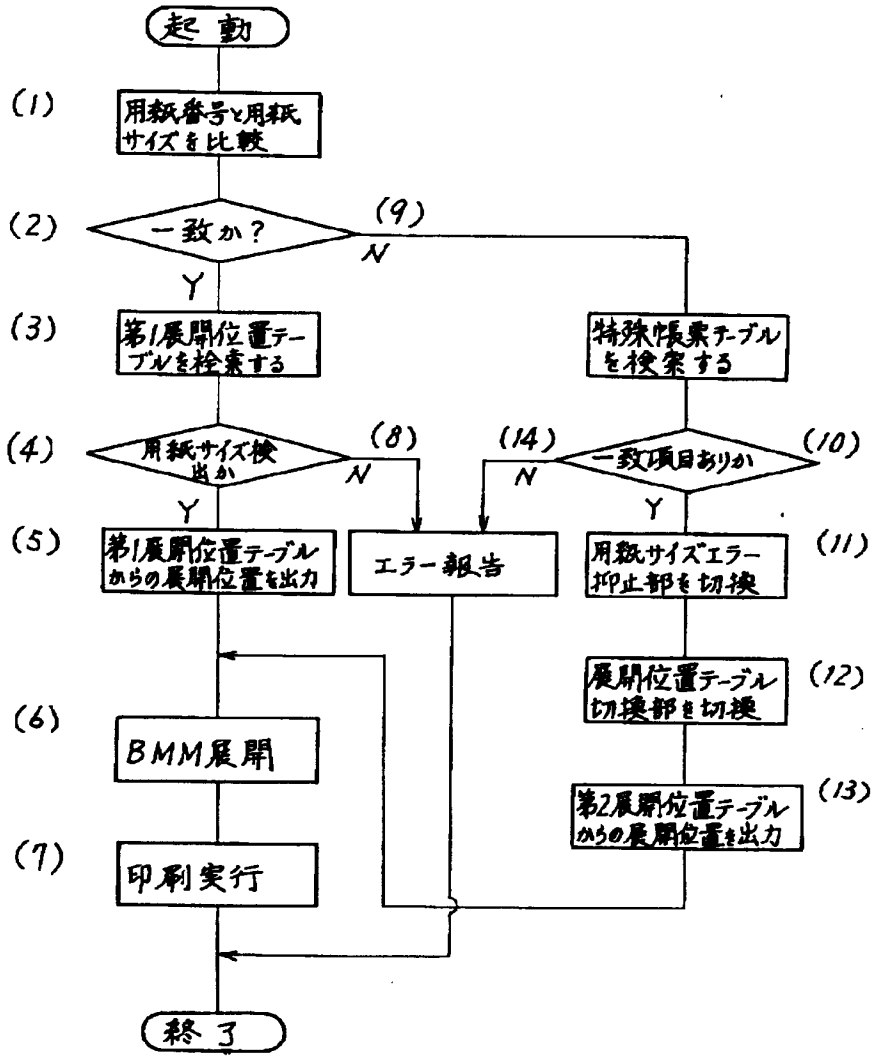 起動
(1)
用紙番号と用紙
サイズを比較
(2)
一致か?
(9)
N
Y
(3)
第1展開位置テー
ブルを検索する
特殊帳票テーブル
を検索する
(4)
用紙サイズ検
出か
(8)
N
Y
(14)
N
一致項目ありか
(10)
Y
(5)
第1展開位置テーブル
からの展開位置を出力
エラー報告
用紙サイズエラー
抑止部を切換
(11)
展開位置テーブル
切換部を切換
(12)
(6)
BMM展開
第2展開位置テーブル
からの展開位置を出力
(13)
(7)
印刷実行
終了